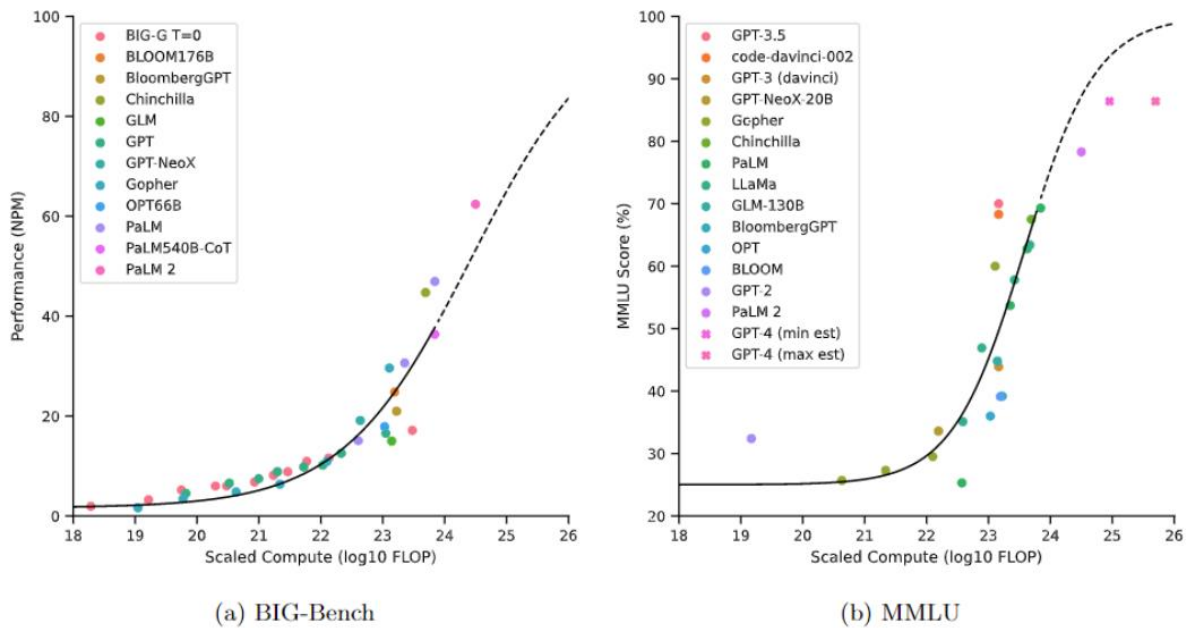 BIG-G T=0
BLOOM176B
BloombergGPT
Chinchilla
GLM
GPT
GPT-NeoX
Gopher
OPT66B
PaLM
PaLM540B-CoT
PaLM 2
100
80
60
40
20
0
Performance (NPM)
18 19 20 21 22 23 24 25 26
Scaled Compute (log10 FLOP)
(a) BIG-Bench
GPT-3.5
code-davinci-002
GPT-3 (davinci)
GPT-NeoX-20B
Gopher
Chinchilla
PaLM
LLaMa
GLM-130B
BloombergGPT
OPT
BLOOM
GPT-2
PaLM 2
GPT-4 (min est)
GPT-4 (max est)
100
90
80
70
60
50
40
30
20
MMLU Score (%)
18 19 20 21 22 23 24 25 26
Scaled Compute (log10 FLOP)
(b) MMLU